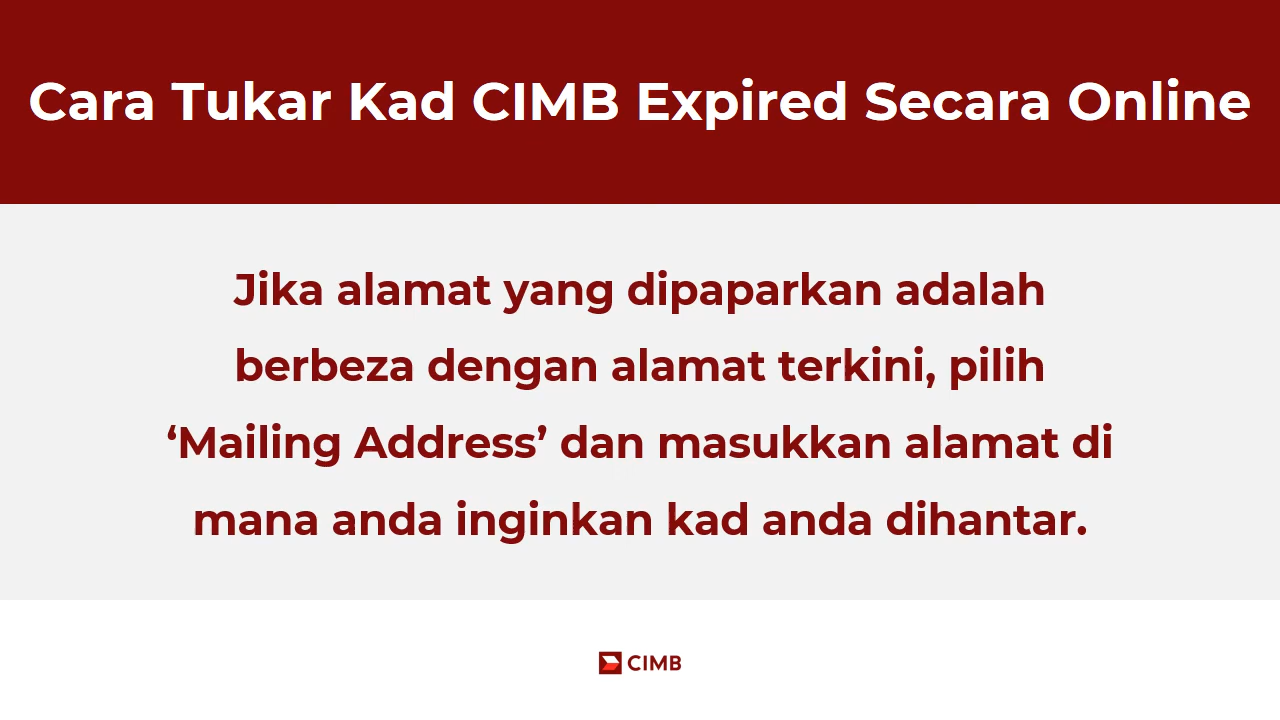 Cara Tukar Kad CIMB Expired Secara Online
Jika alamat yang dipaparkan adalah
berbeza dengan alamat terkini, pilih
‘Mailing Address’ dan masukkan alamat di
mana anda inginkan kad anda dihantar.
CIMB